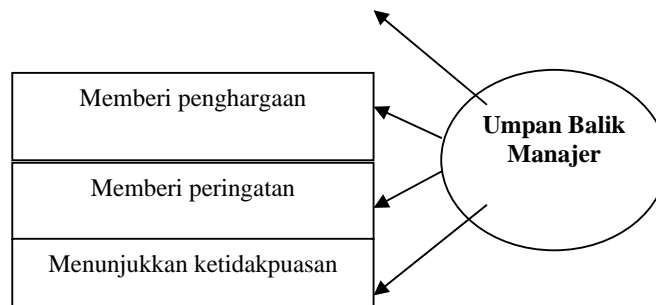 Memberi penghargaan
Umpan Balik
Manajer
Memberi peringatan
Menunjukkan ketidakpuasan